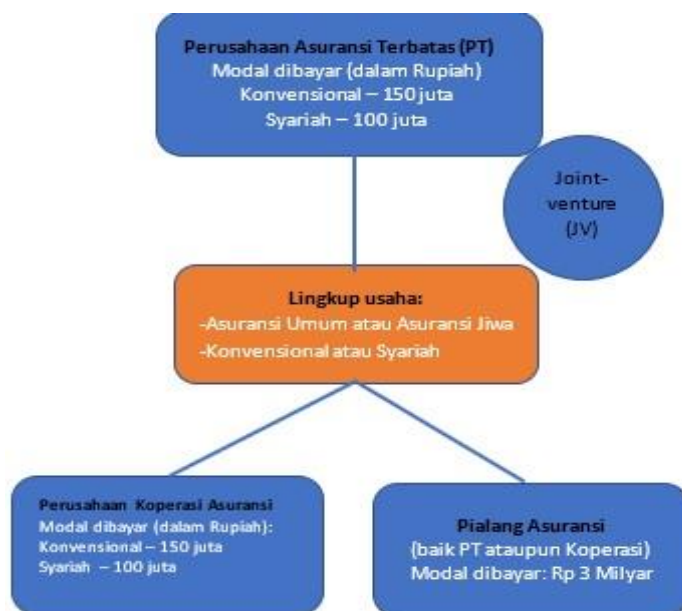 Perusahaan Asuransi Terbatas (PT)
Modal dibayar (dalam Rupiah)
Konvensional – 150 juta
Syariah – 100 juta
Joint-
venture
(JV)
Lingkup usaha:
-Asuransi Umum atau Asuransi Jiwa
-Konvensional atau Syariah
Perusahaan Koperasi Asuransi
Modal dibayar (dalam Rupiah):
Konvensional – 150 juta
Syariah – 100 juta
Pialang Asuransi
(baik PT ataupun Koperasi)
Modal dibayar: Rp 3 Milyar